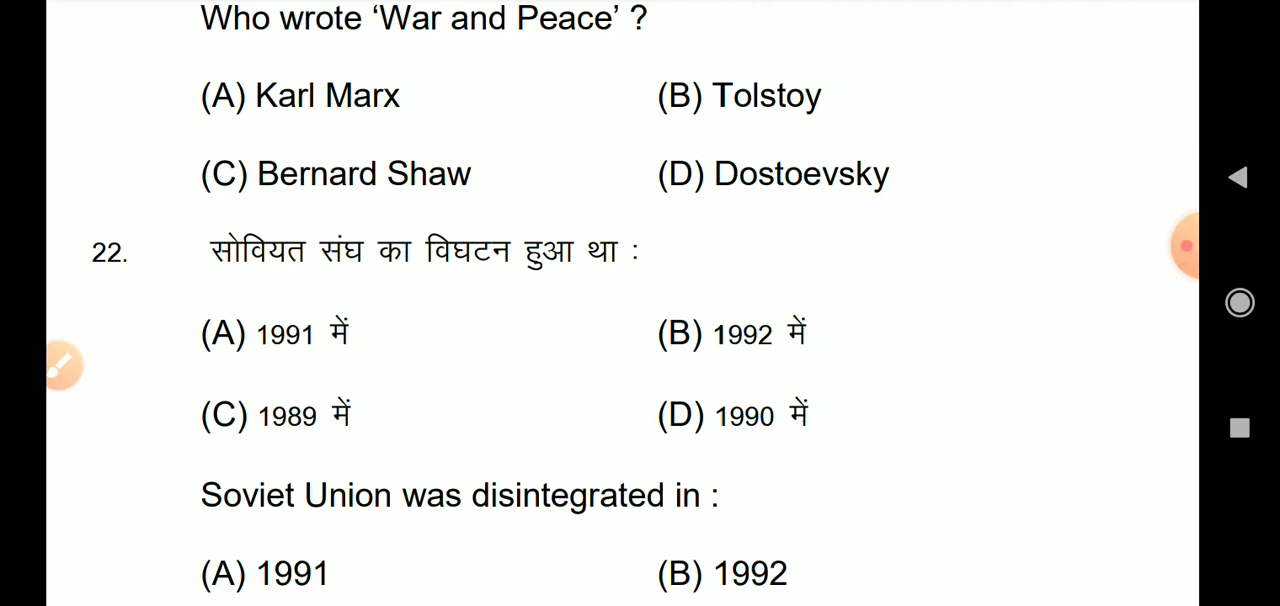 Who wrote ‘War and Peace’ ?
(A) Karl Marx (B) Tolstoy
(C) Bernard Shaw (D) Dostoevsky
22. सोवियत संघ का विघटन हुआ था :
(A) 1991 में (B) 1992 में
(C) 1989 में (D) 1990 में
Soviet Union was disintegrated in :
(A) 1991 (B) 1992